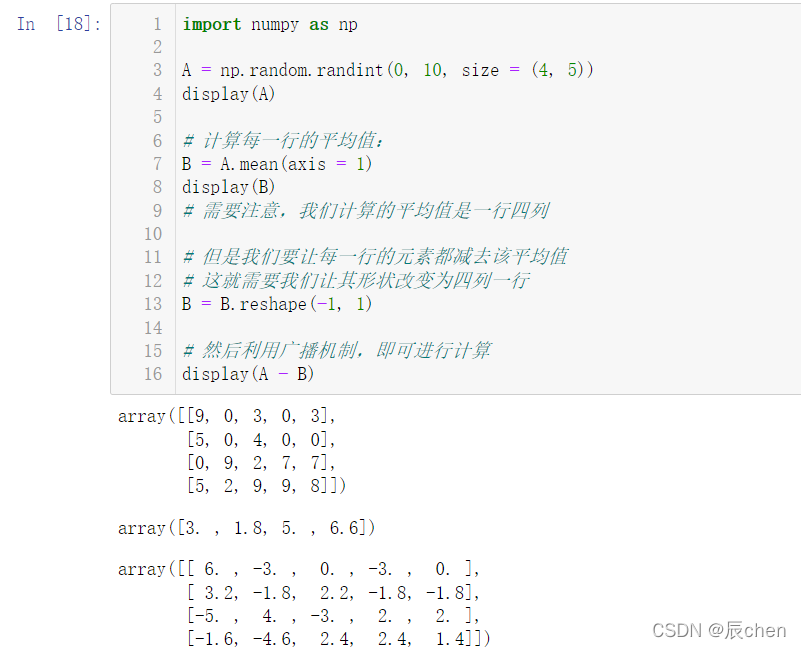 In [18]:
1 import numpy as np
2
3 A = np.random.randint(0, 10, size = (4, 5))
4 display(A)
5
6 # 计算每一行的平均值：
7 B = A.mean(axis = 1)
8 display(B)
9 # 需要注意，我们计算的平均值是一行四列
10
11 # 但是我们要让每一行的元素都减去该平均值
12 # 这就需要我们让其形状改变为四列一行
13 B = B.reshape(-1, 1)
14
15 # 然后利用广播机制，即可进行计算
16 display(A - B)
array([[9, 0, 3, 0, 3],
[5, 0, 4, 0, 0],
[0, 9, 2, 7, 7],
[5, 2, 9, 9, 8]])
array([3. , 1.8, 5. , 6.6])
array([[ 6. , -3. , 0. , -3. , 0. ],
[ 3.2, -1.8, 2.2, -1.8, -1.8],
[-5. , 4. , -3. , 2. , 2. ],
[-1.6, -4.6, 2.4, 2.4, 1.4]])
CSDN @辰chen